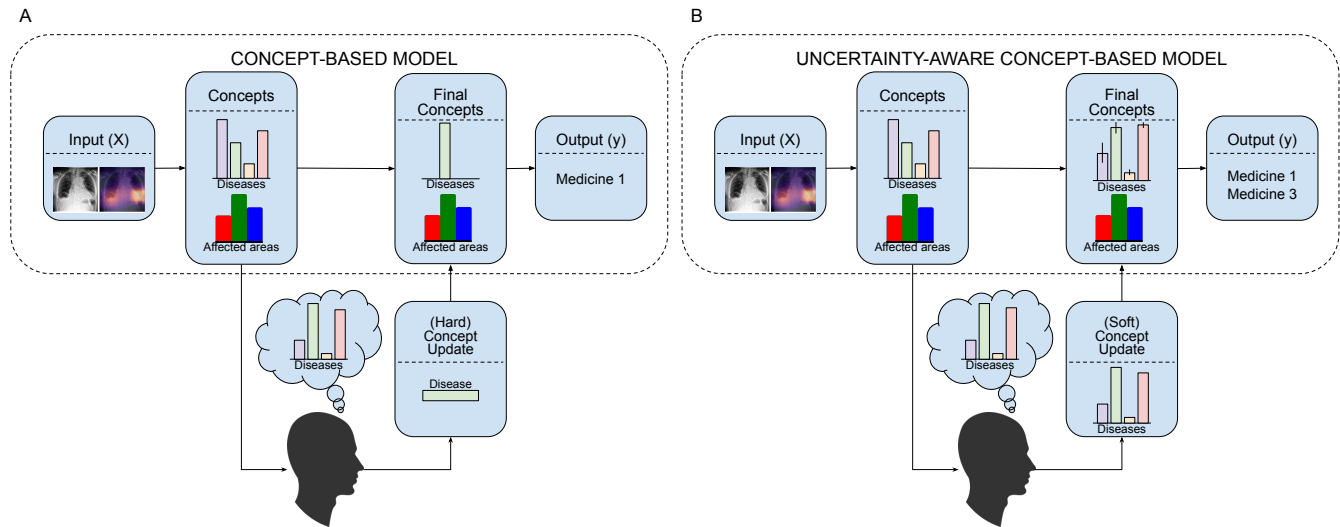 A
CONCEPT-BASED MODEL
Input (X)
Concepts
Diseases
Affected areas
Final
Concepts
Diseases
Affected areas
Output (y)
Medicine 1
Diseases
(Hard)
Concept
Update
Disease
B
UNCERTAINTY-AWARE CONCEPT-BASED MODEL
Input (X)
Concepts
Diseases
Affected areas
Final
Concepts
Diseases
Affected areas
Output (y)
Medicine 1
Medicine 3
Diseases
(Soft)
Concept
Update
Diseases